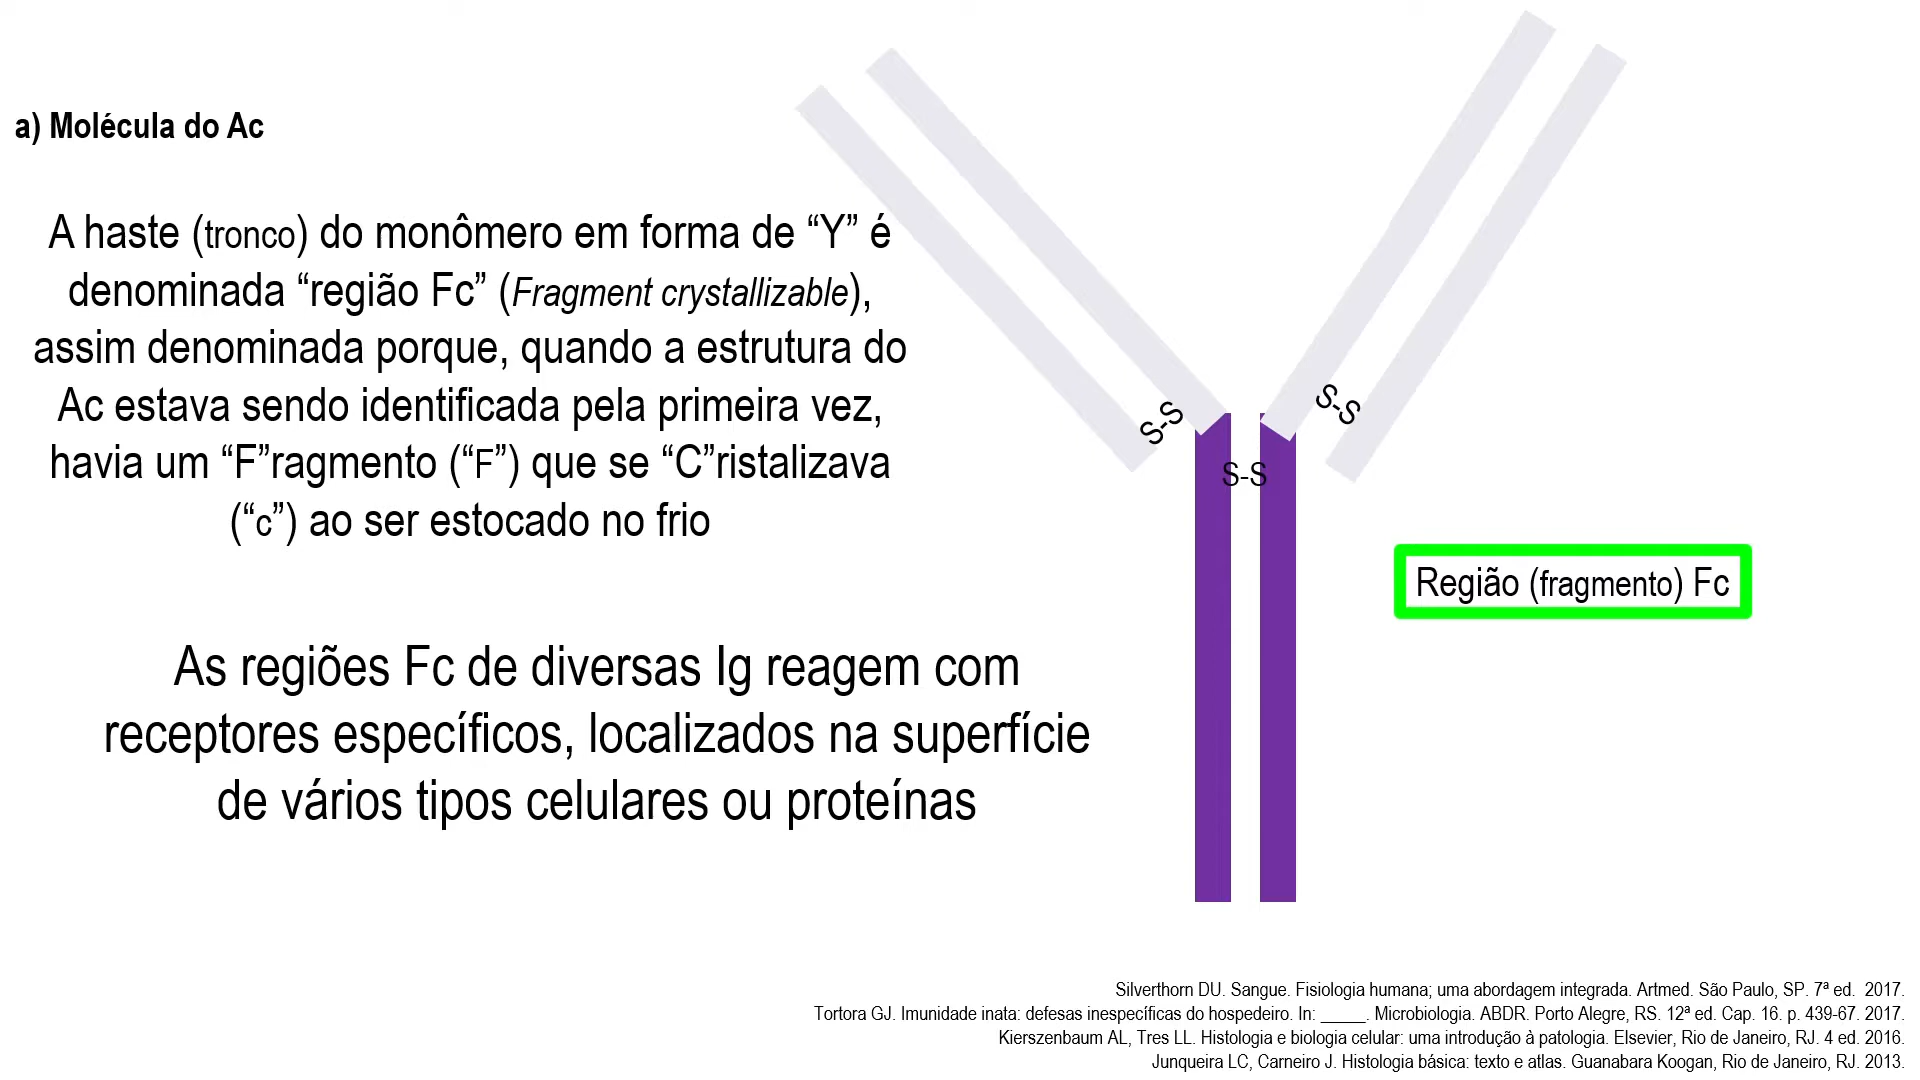 a) Molécula do Ac
A haste (tronco) do monômero em forma de “Y” é
denominada “região Fc” (Fragment crystallizable),
assim denominada porque, quando a estrutura do
Ac estava sendo identificada pela primeira vez,
havia um “F”ragmento (“F”) que se “C”ristalizava
(“c”) ao ser estocado no frio
S-S
S-S
S-S
Região (fragmento) Fc
As regiões Fc de diversas Ig reagem com
receptores específicos, localizados na superfície
de vários tipos celulares ou proteínas
Silverthorn DU. Sangue. Fisiologia humana; uma abordagem integrada. Artmed. São Paulo, SP. 7ª ed. 2017.
Tortora GJ. Imunidade inata: defesas inespecíficas do hospedeiro. In: _____. Microbiologia. ABDR. Porto Alegre, RS. 12ª ed. Cap. 16. p. 439-67. 2017.
Kierszenbaum AL, Tres LL. Histologia e biologia celular: uma introdução à patologia. Elsevier, Rio de Janeiro, RJ. 4 ed. 2016.
Junqueira LC, Carneiro J. Histologia básica: texto e atlas. Guanabara Koogan, Rio de Janeiro, RJ. 2013.